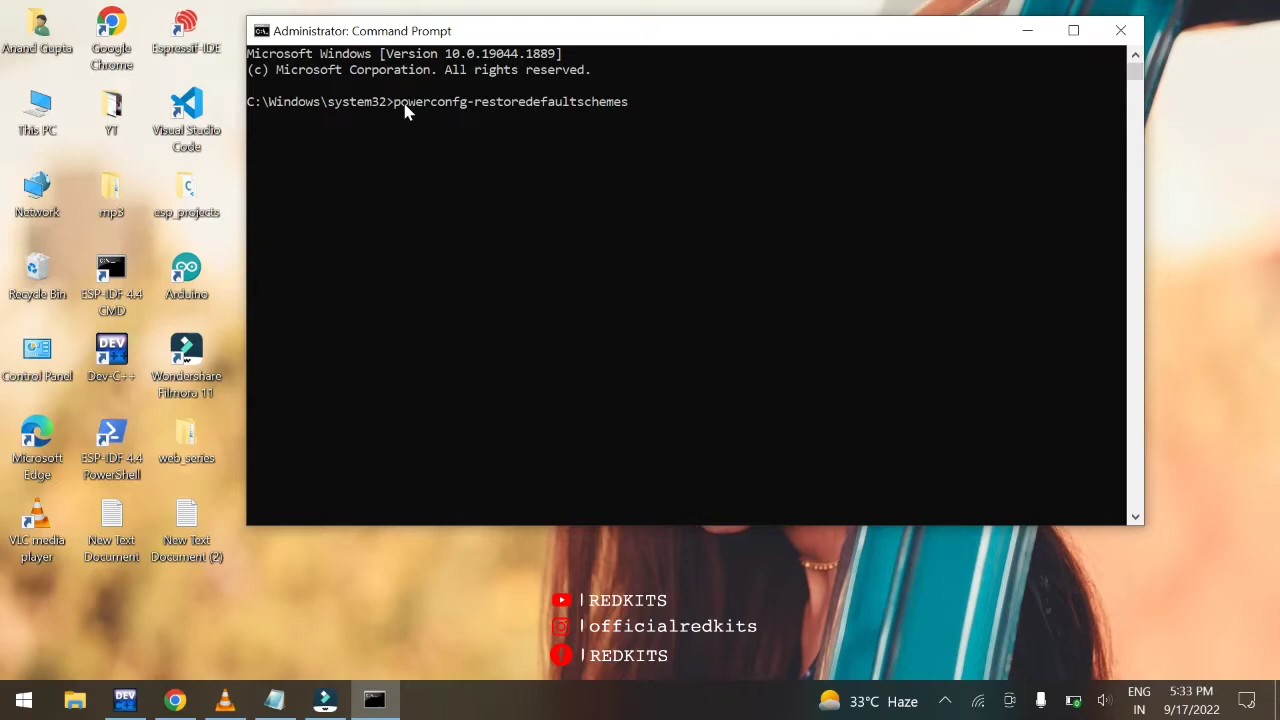 Administrator: Command Prompt
Microsoft Windows [Version 10.0.19044.1889]
(c) Microsoft Corporation. All rights reserved.
C:\Windows\system32>powerconfg-restoredefaultschemes
Anand Gupta
Google
Chrome
Espressif-IDE
This PC
YT
Visual Studio
Code
Network
mp3
esp_projects
Recycle Bin
ESP-IDF 4.4
CMD
Arduino
Control Panel
DEV
C++
Dev-C++
Wondershare
Filmora 11
Microsoft
Edge
ESP-IDF 4.4
PowerShell
web_series
VLC media
player
New Text
Document
New Text
Document (2)
| REDKITS
| officialredkits
| REDKITS
DEV
C++
33°C Haze
ENG
IN
5:33 PM
9/17/2022